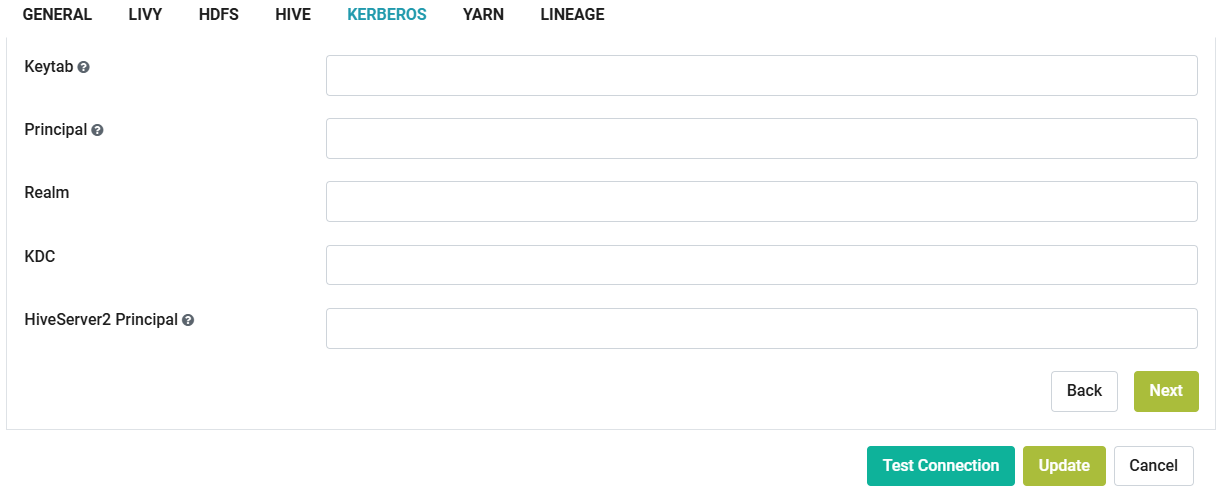 GENERAL LIVY HDFS HIVE KERBEROS YARN LINEAGE
Keytab ?
Principal ?
Realm
KDC
HiveServer2 Principal ?
Back Next
Test Connection Update Cancel